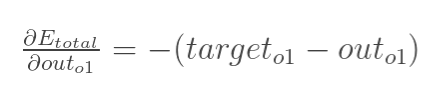 ∂E_total/∂out_o1 = −(target_o1 − out_o1)